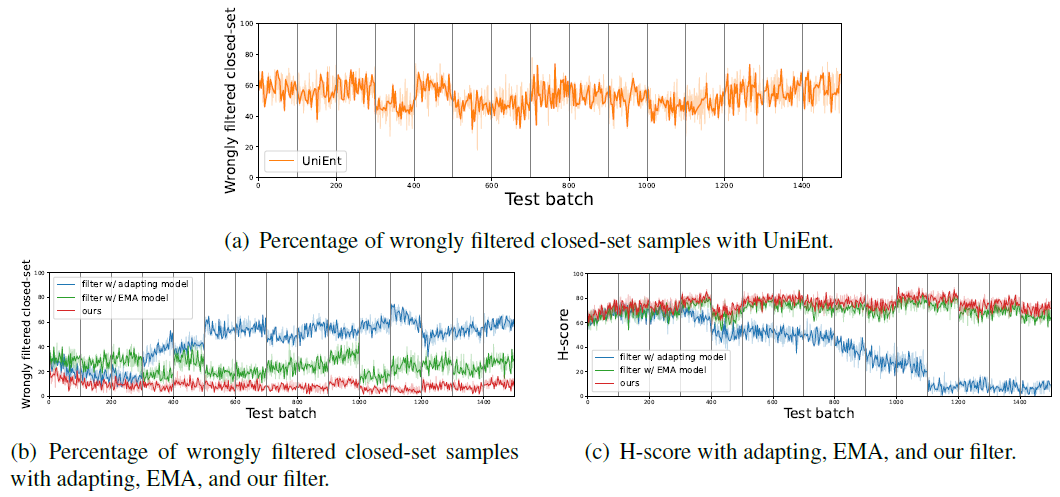 Wrongly filtered closed-set
100
80
60
40
20
0
UniEnt
0 200 400 600 800 1000 1200 1400
Test batch
(a) Percentage of wrongly filtered closed-set samples with UniEnt.
Wrongly filtered closed-set
100
80
60
40
20
0
filter w/ adapting model
filter w/ EMA model
ours
0 200 400 600 800 1000 1200 1400
Test batch
(b) Percentage of wrongly filtered closed-set samples
with adapting, EMA, and our filter.
H-score
100
80
60
40
20
0
filter w/ adapting model
filter w/ EMA model
ours
0 200 400 600 800 1000 1200 1400
Test batch
(c) H-score with adapting, EMA, and our filter.